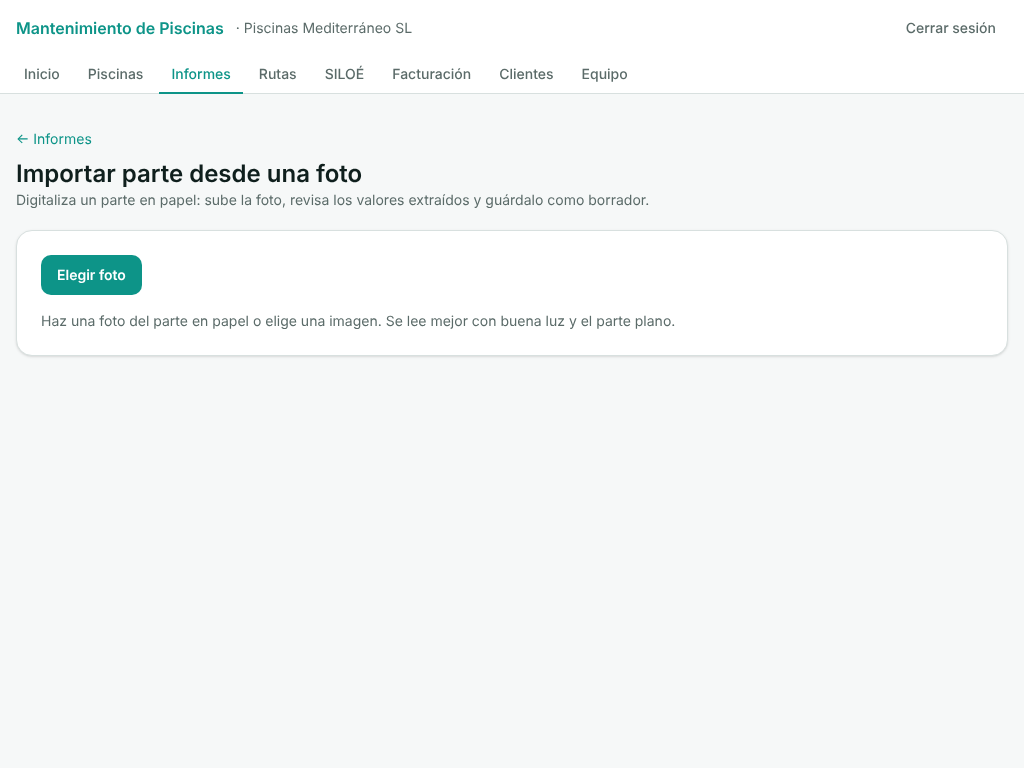 Mantenimiento de Piscinas · Piscinas Mediterráneo SL
Cerrar sesión
Inicio Piscinas Informes Rutas SILOÉ Facturación Clientes Equipo
← Informes
Importar parte desde una foto
Digitaliza un parte en papel: sube la foto, revisa los valores extraídos y guárdalo como borrador.
Elegir foto
Haz una foto del parte en papel o elige una imagen. Se lee mejor con buena luz y el parte plano.